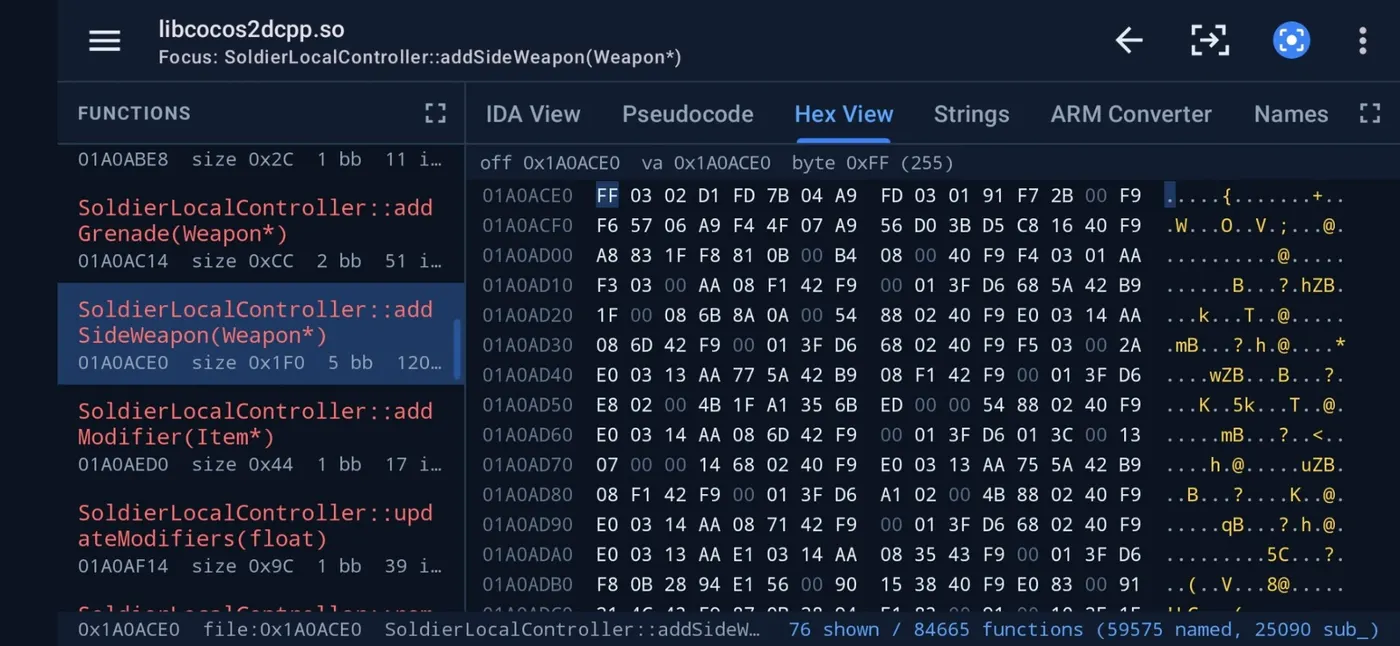 libcocos2dcpp.so
Focus: SoldierLocalController::addSideWeapon(Weapon*)
FUNCTIONS
01A0ABE8 size 0x2C 1 bb 11 i…
SoldierLocalController::add
Grenade(Weapon*)
01A0AC14 size 0xCC 2 bb 51 i…
SoldierLocalController::add
SideWeapon(Weapon*)
01A0ACE0 size 0x1F0 5 bb 120…
SoldierLocalController::add
Modifier(Item*)
01A0AED0 size 0x44 1 bb 17 i…
SoldierLocalController::upd
ateModifiers(float)
01A0AF14 size 0x9C 1 bb 39 i…
IDA View Pseudocode Hex View Strings ARM Converter Names
off 0x1A0ACE0 va 0x1A0ACE0 byte 0xFF (255)
01A0ACE0 FF 03 02 D1 FD 7B 04 A9 FD 03 01 91 F7 2B 00 F9 .....{.......+..
01A0ACF0 F6 57 06 A9 F4 4F 07 A9 56 D0 3B D5 C8 16 40 F9 .W...O..V.;...@.
01A0AD00 A8 83 1F F8 81 0B 00 B4 08 00 40 F9 F4 03 01 AA ..........@.....
01A0AD10 F3 03 00 AA 08 F1 42 F9 00 01 3F D6 68 5A 42 B9 ......B...?.hZB.
01A0AD20 1F 00 08 6B 8A 0A 00 54 88 02 40 F9 E0 03 14 AA ...k...T..@.....
01A0AD30 08 6D 42 F9 00 01 3F D6 68 02 40 F9 F5 03 00 2A .mB...?.h.@....*
01A0AD40 E0 03 13 AA 77 5A 42 B9 08 F1 42 F9 00 01 3F D6 ....wZB...B...?.
01A0AD50 E8 02 00 4B 1F A1 35 6B ED 00 00 54 88 02 40 F9 ...K..5k...T..@.
01A0AD60 E0 03 14 AA 08 6D 42 F9 00 01 3F D6 01 3C 00 13 .....mB...?..<..
01A0AD70 07 00 00 14 68 02 40 F9 E0 03 13 AA 75 5A 42 B9 ....h.@.....uZB.
01A0AD80 08 F1 42 F9 00 01 3F D6 A1 02 00 4B 88 02 40 F9 ..B...?....K..@.
01A0AD90 E0 03 14 AA 08 71 42 F9 00 01 3F D6 68 02 40 F9 .....qB...?.h.@.
01A0ADA0 E0 03 13 AA E1 03 14 AA 08 35 43 F9 00 01 3F D6 .........5C...?.
01A0ADB0 F8 0B 28 94 E1 56 00 90 15 38 40 F9 E0 83 00 91 ..(..V...8@.....
0x1A0ACE0 file:0x1A0ACE0 SoldierLocalController::addSideW… 76 shown / 84665 functions (59575 named, 25090 sub_)